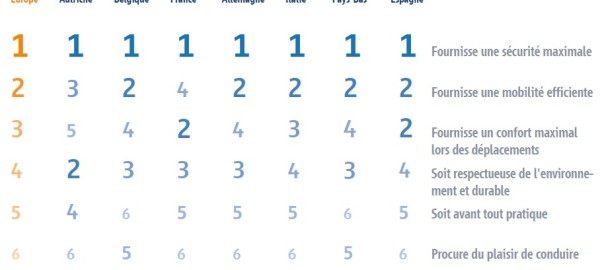 Europe Autriche Belgique France Allemagne Italie Pays-Bas Espagne
1 1 1 1 1 1 1 1 Fournisse une sécurité maximale
2 3 2 4 2 2 2 2 Fournisse une mobilité efficiente
3 5 4 2 4 3 4 2 Fournisse un confort maximal
lors des déplacements
4 2 3 3 3 4 3 4 Soit respectueuse de l'environne-
ment et durable
5 4 6 5 5 5 6 5 Soit avant tout pratique
6 6 5 6 6 6 5 6 Procure du plaisir de conduire